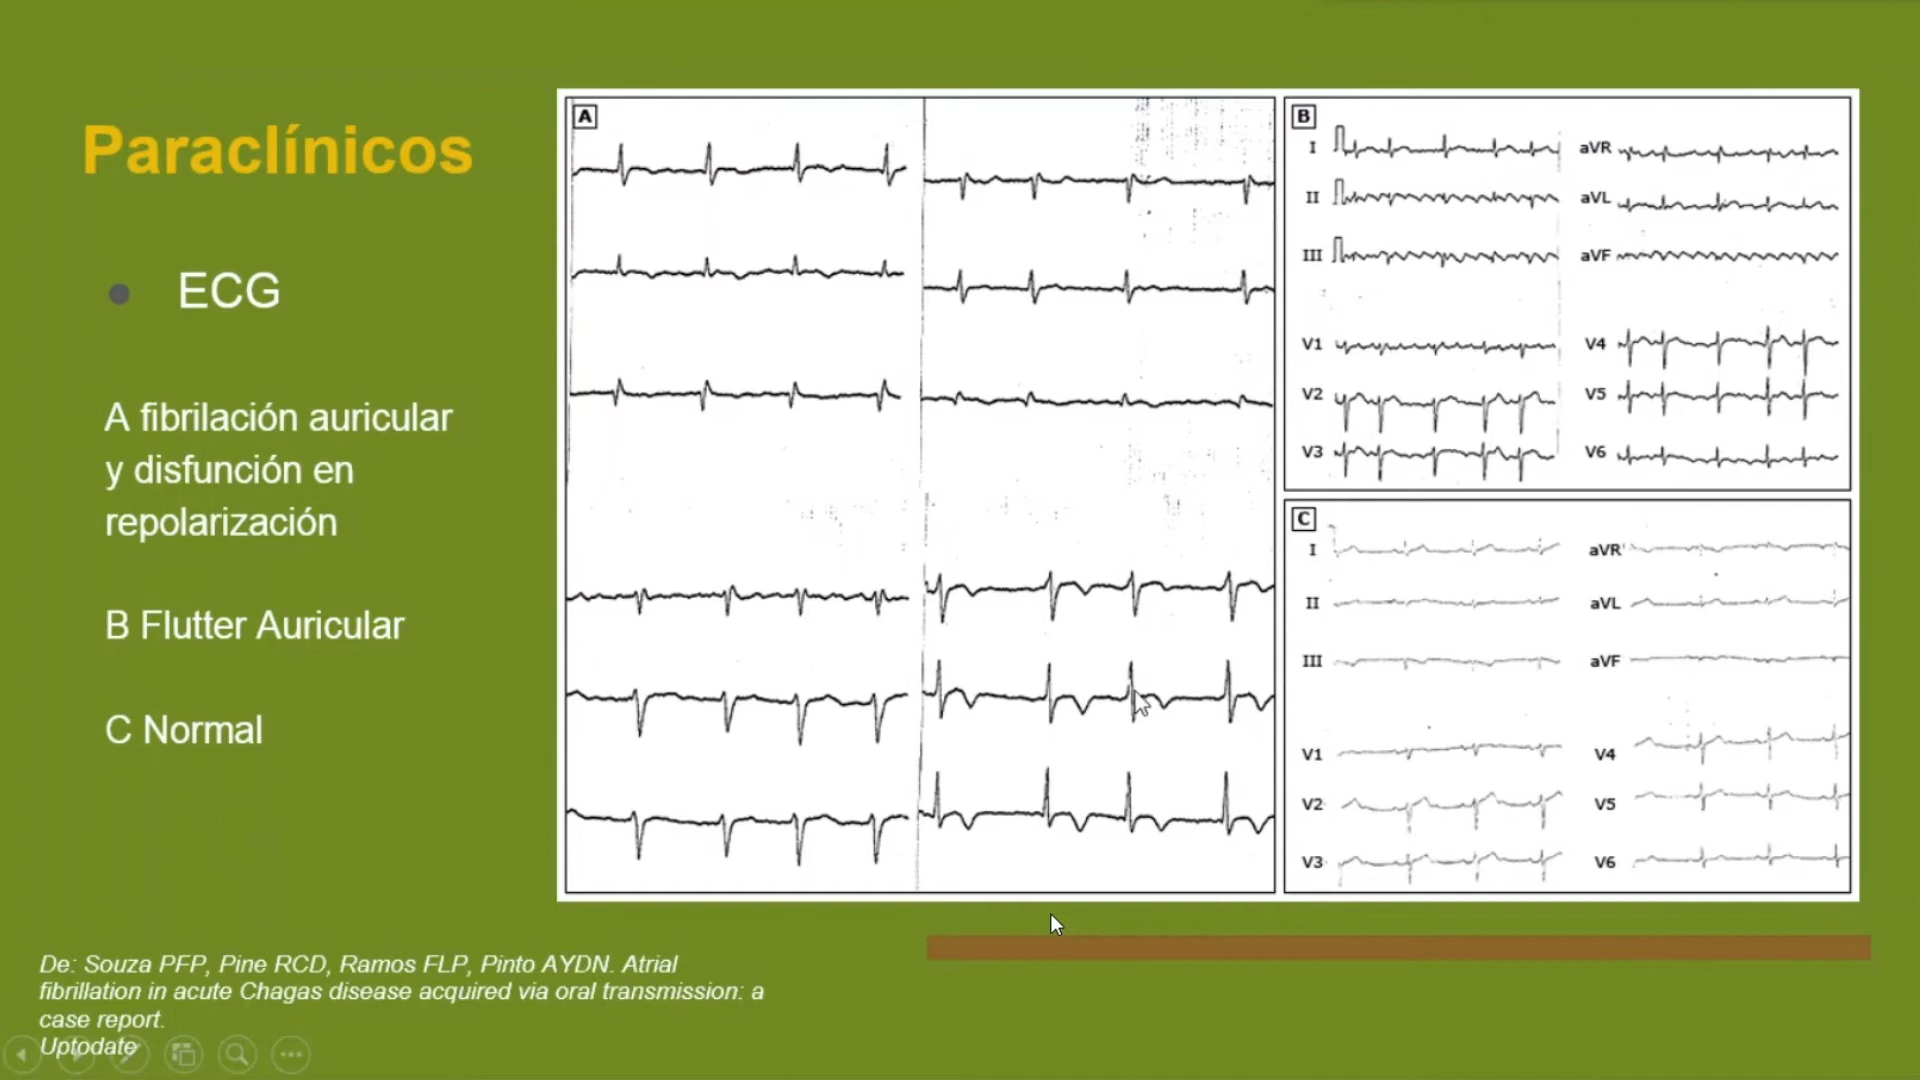 Paraclínicos
ECG
A fibrilación auricular
y disfunción en
repolarización
B Flutter Auricular
C Normal
A
B
I
aVR
II
aVL
III
aVF
V1
V4
V2
V5
V3
V6
C
I
aVR
II
aVL
III
aVF
V1
V4
V2
V5
V3
V6
De: Souza PFP, Pine RCD, Ramos FLP, Pinto AYDN. Atrial
fibrillation in acute Chagas disease acquired via oral transmission: a
case report.
Uptodate